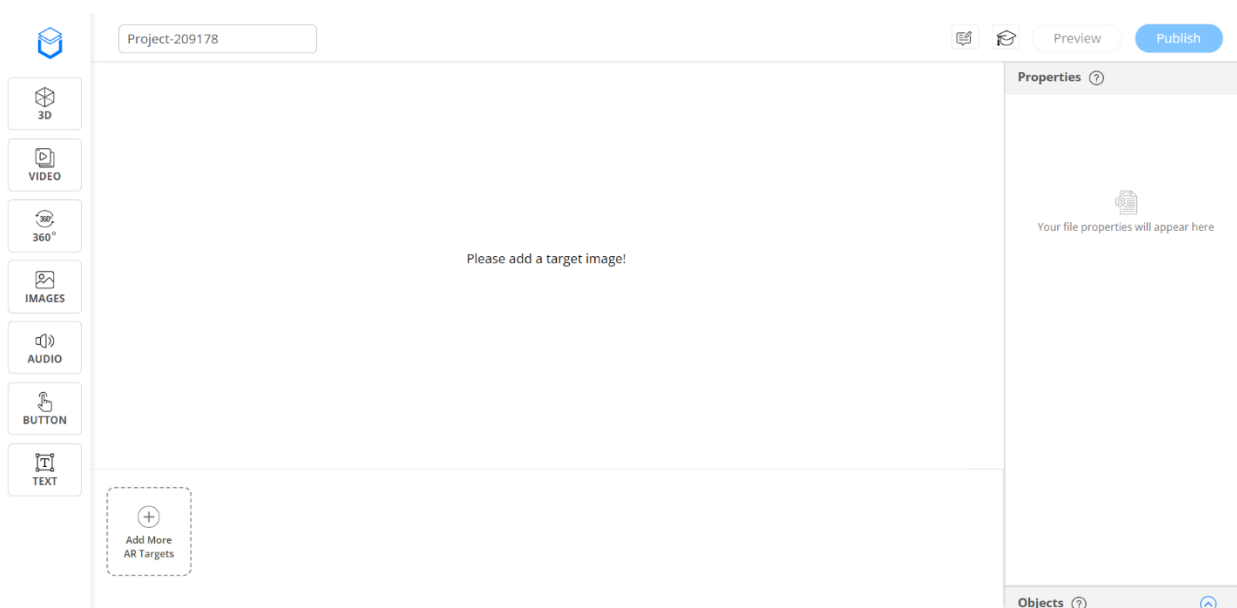 Project-209178
Preview
Publish
3D
VIDEO
360°
360°
IMAGES
AUDIO
BUTTON
T
TEXT
Please add a target image!
Add More
AR Targets
Properties ?
Your file properties will appear here
Objects ?